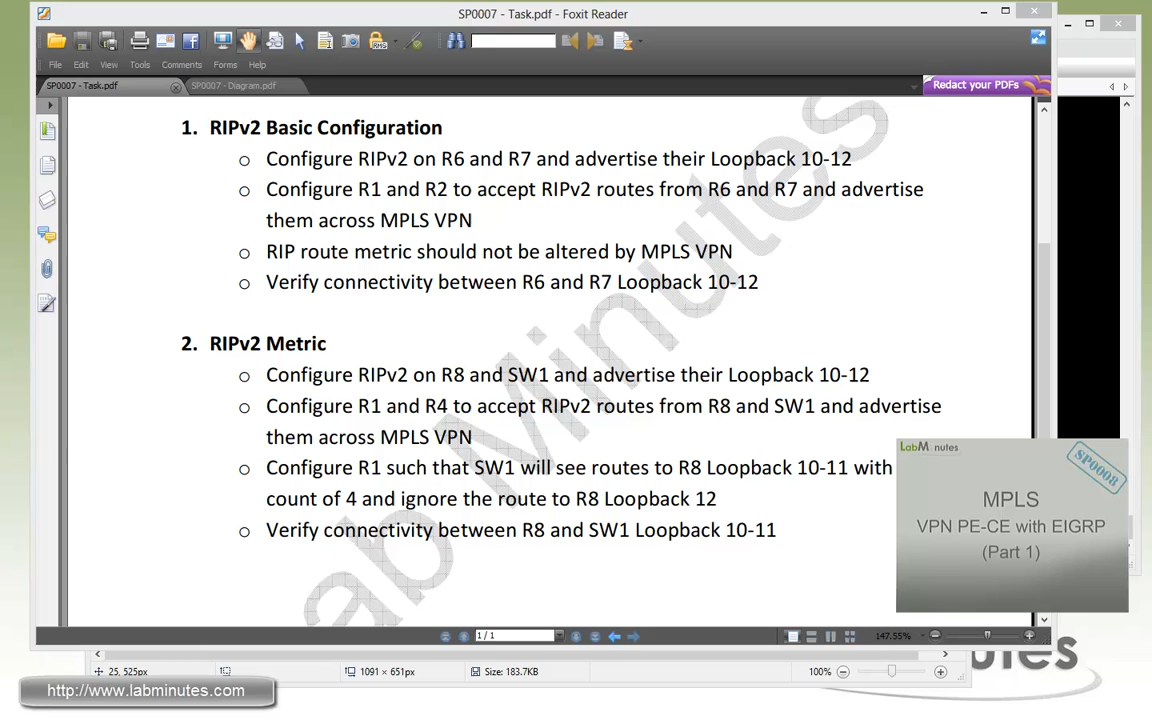 SP0007 - Task.pdf - Foxit Reader
File Edit View Tools Comments Forms Help
SP0007 - Task.pdf SP0007 - Diagram.pdf Redact your PDFs
1. RIPv2 Basic Configuration
o Configure RIPv2 on R6 and R7 and advertise their Loopback 10-12
o Configure R1 and R2 to accept RIPv2 routes from R6 and R7 and advertise
them across MPLS VPN
o RIP route metric should not be altered by MPLS VPN
o Verify connectivity between R6 and R7 Loopback 10-12
2. RIPv2 Metric
o Configure RIPv2 on R8 and SW1 and advertise their Loopback 10-12
o Configure R1 and R4 to accept RIPv2 routes from R8 and SW1 and advertise
them across MPLS VPN
o Configure R1 such that SW1 will see routes to R8 Loopback 10-11 with
count of 4 and ignore the route to R8 Loopback 12
o Verify connectivity between R8 and SW1 Loopback 10-11
Lab Minutes
LabM nutes
SP0008
MPLS
VPN PE-CE with EIGRP
(Part 1)
1 / 1
147.55%
25, 525px
1091 × 651px
Size: 183.7KB
100%
http://www.labminutes.com